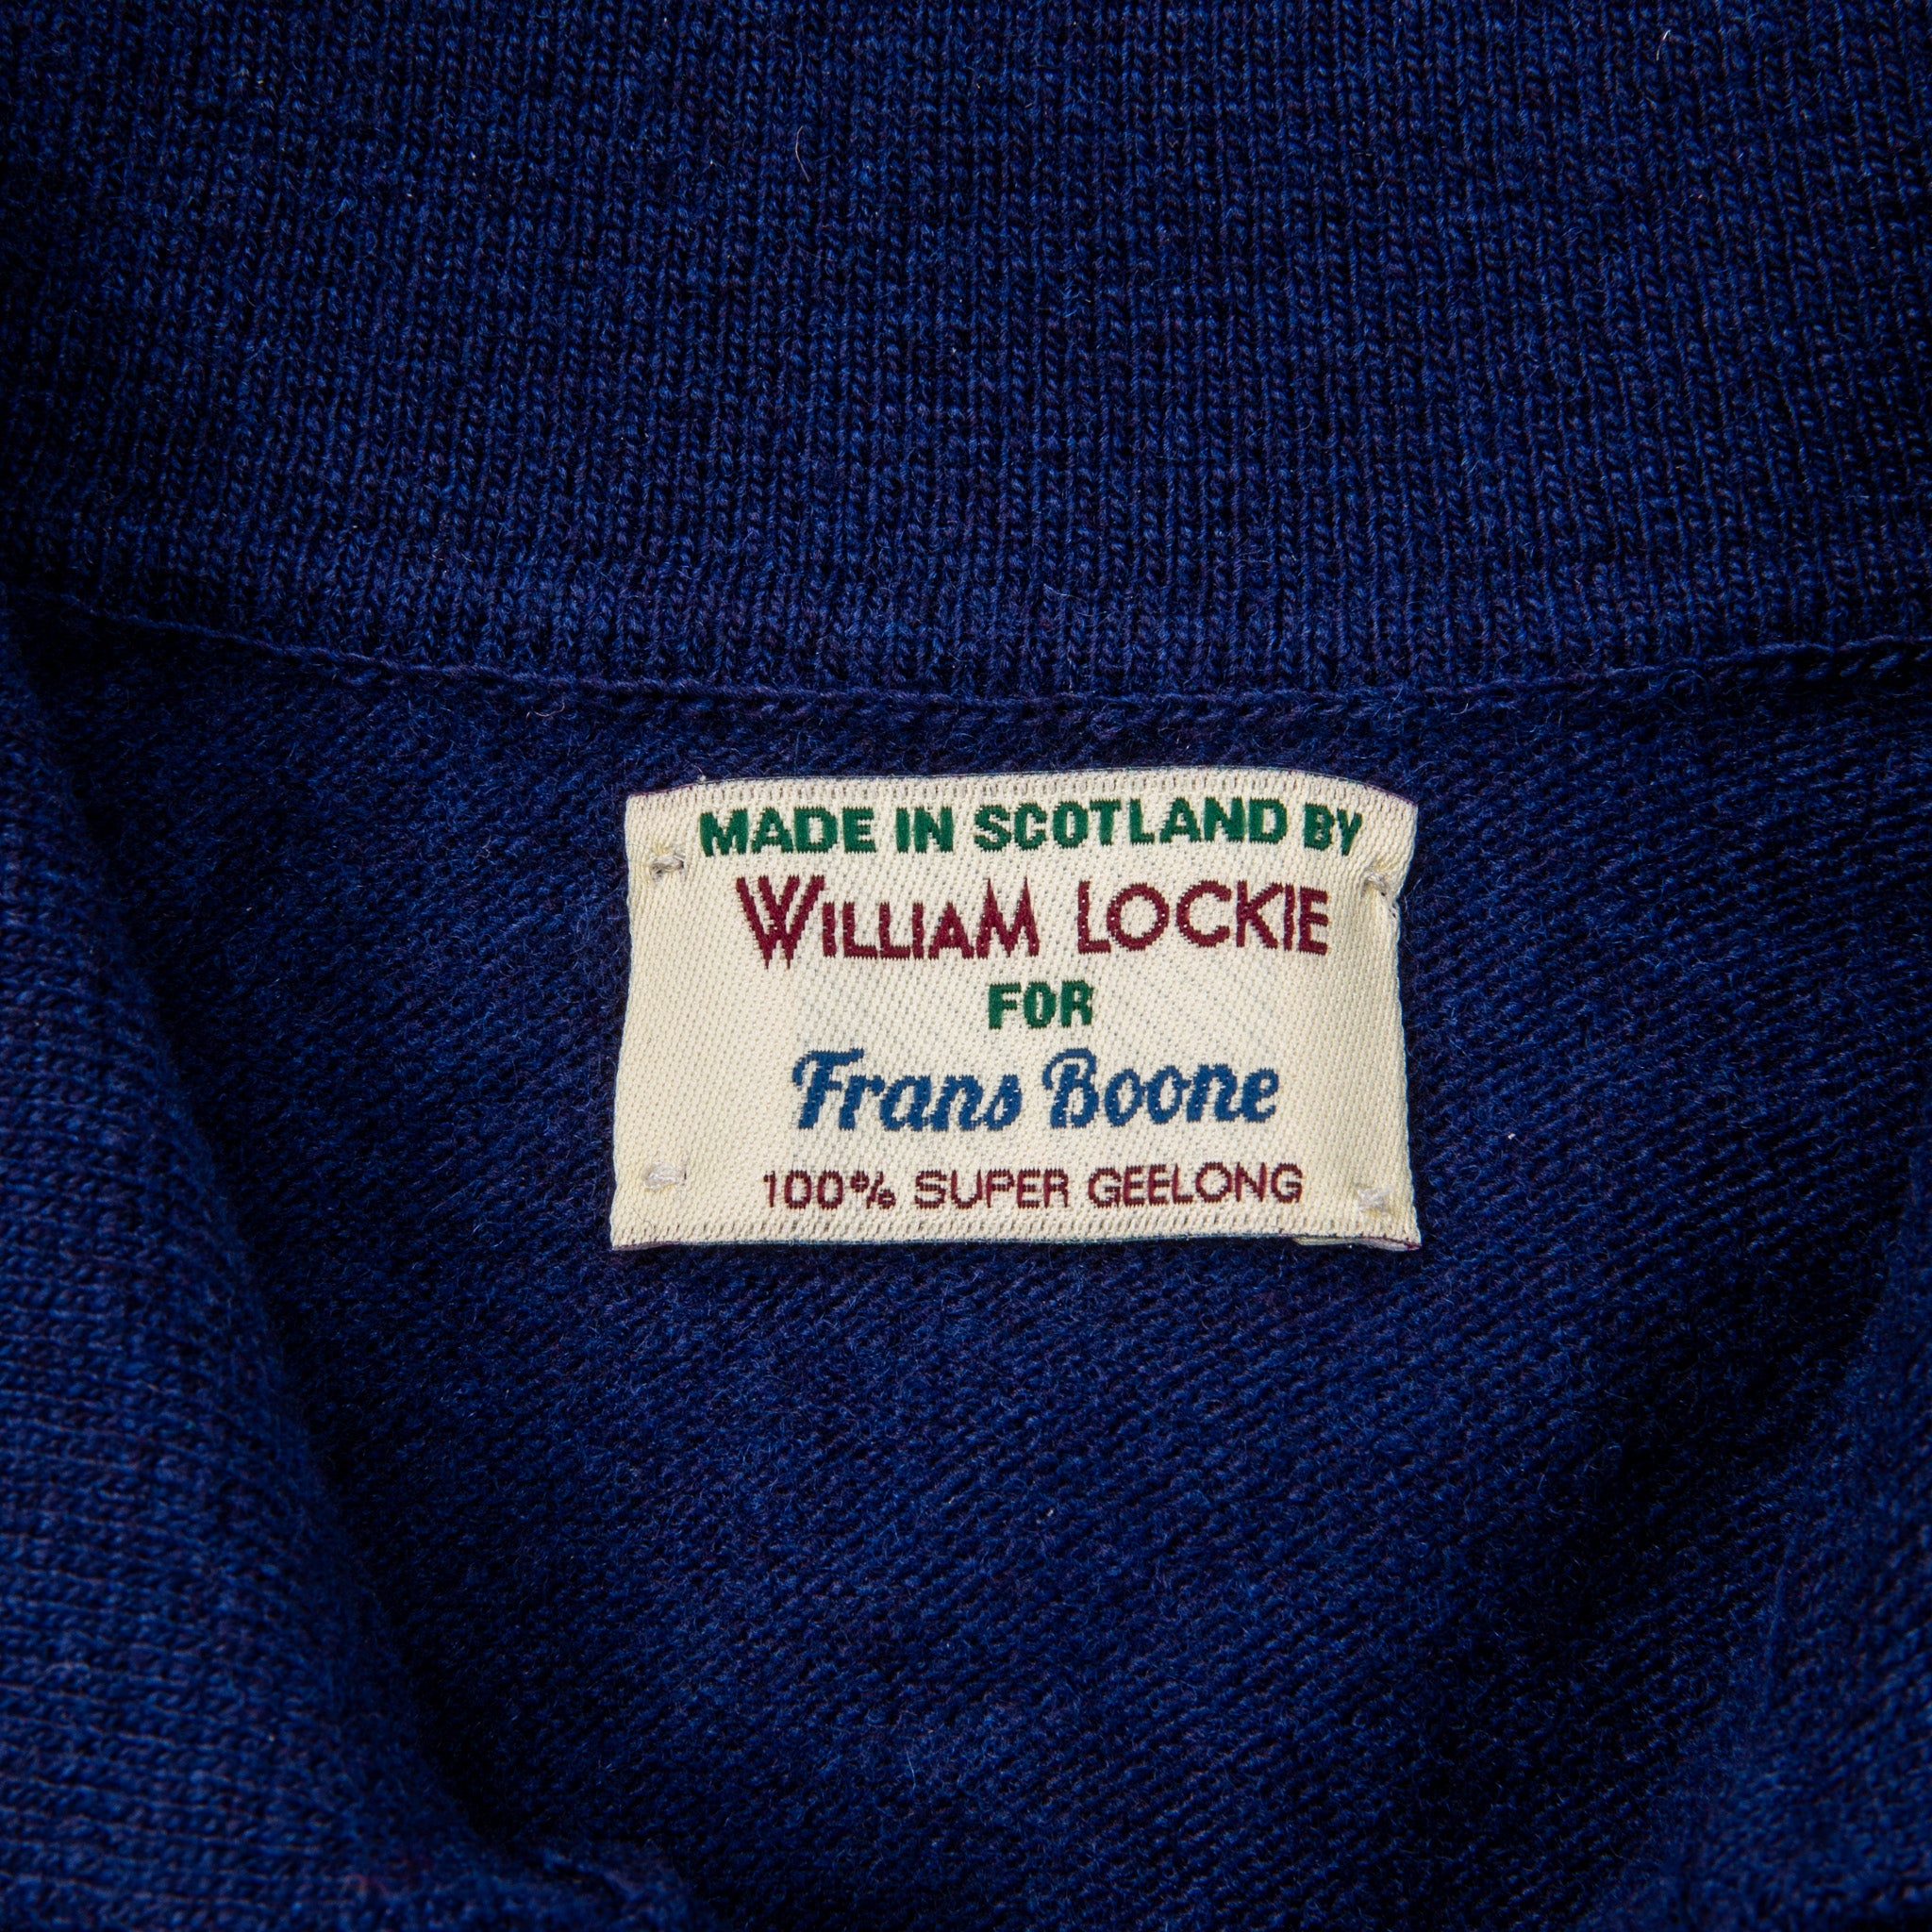 MADE IN SCOTLAND BY
WILLIAM LOCKIE
FOR
Frans Boone
100% SUPER GEELONG